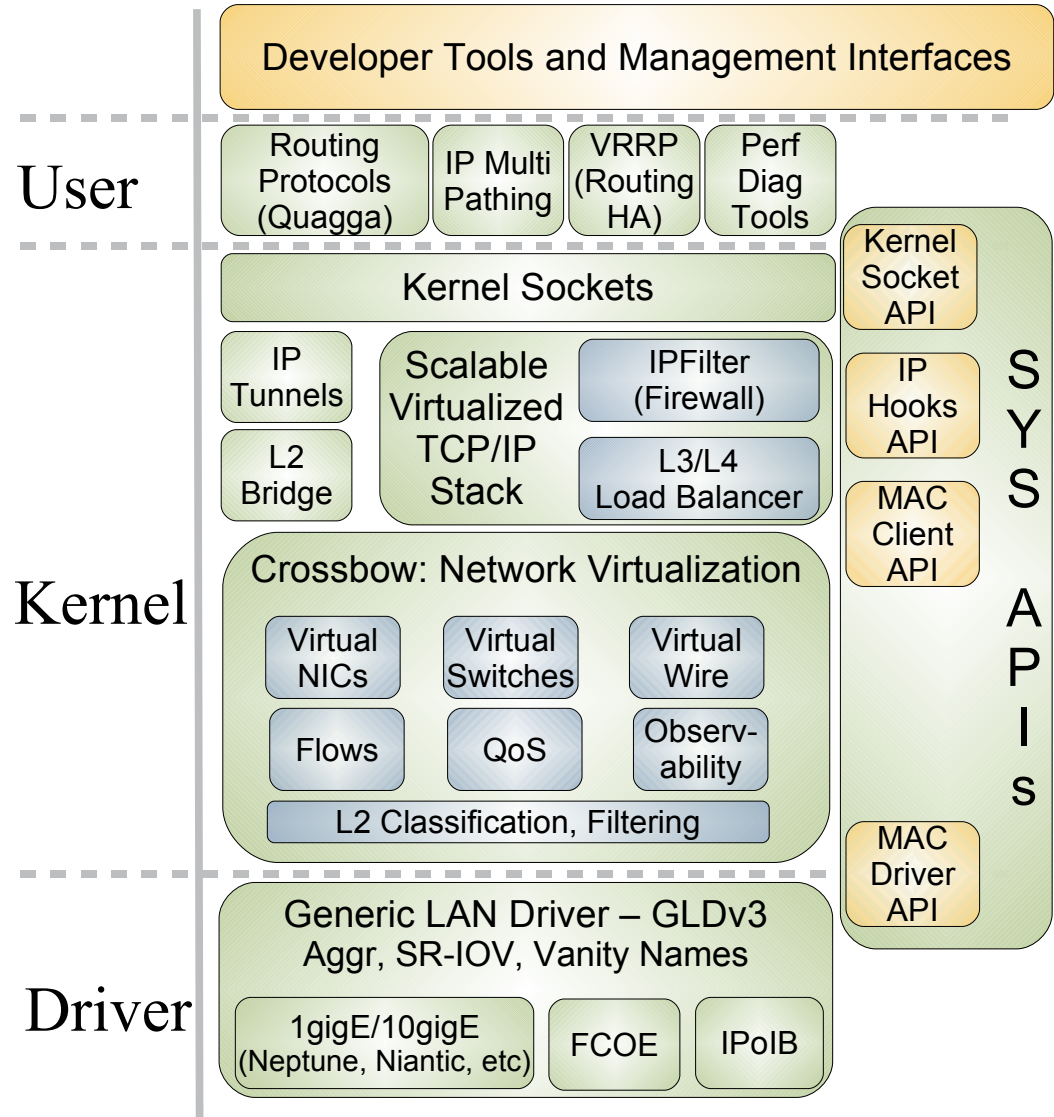 Developer Tools and Management Interfaces
User
Routing
Protocols
(Quagga)
IP Multi
Pathing
VRRP
(Routing
HA)
Perf
Diag
Tools
Kernel
Kernel Sockets
IP
Tunnels
L2
Bridge
Scalable
Virtualized
TCP/IP
Stack
IPFilter
(Firewall)
L3/L4
Load Balancer
Crossbow: Network Virtualization
Virtual
NICs
Virtual
Switches
Virtual
Wire
Flows
QoS
Observ-
ability
L2 Classification, Filtering
Driver
Generic LAN Driver – GLDv3
Aggr, SR-IOV, Vanity Names
1gigE/10gigE
(Neptune, Niantic, etc)
FCOE
IPoIB
Kernel
Socket
API
IP
Hooks
API
MAC
Client
API
MAC
Driver
API
SYS APIs